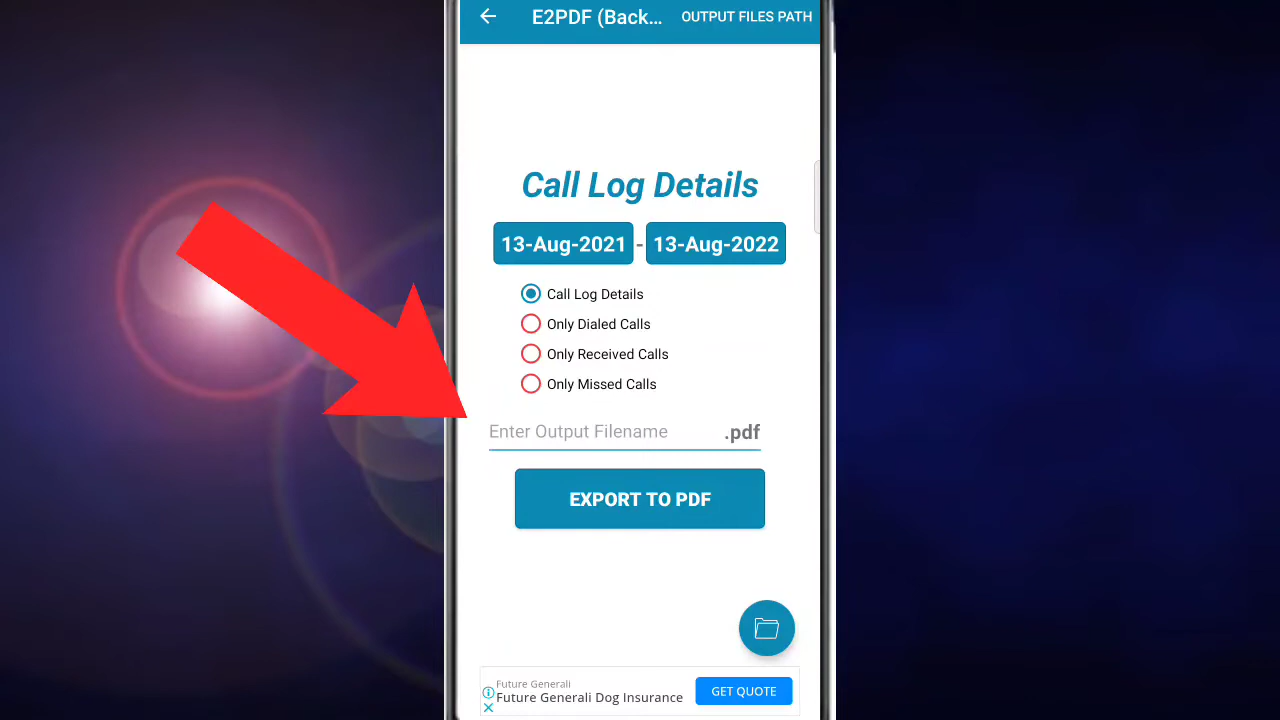 E2PDF (Back... OUTPUT FILES PATH
Call Log Details
13-Aug-2021 - 13-Aug-2022
Call Log Details
Only Dialed Calls
Only Received Calls
Only Missed Calls
Enter Output Filename .pdf
EXPORT TO PDF
Future Generali
Future Generali Dog Insurance
GET QUOTE